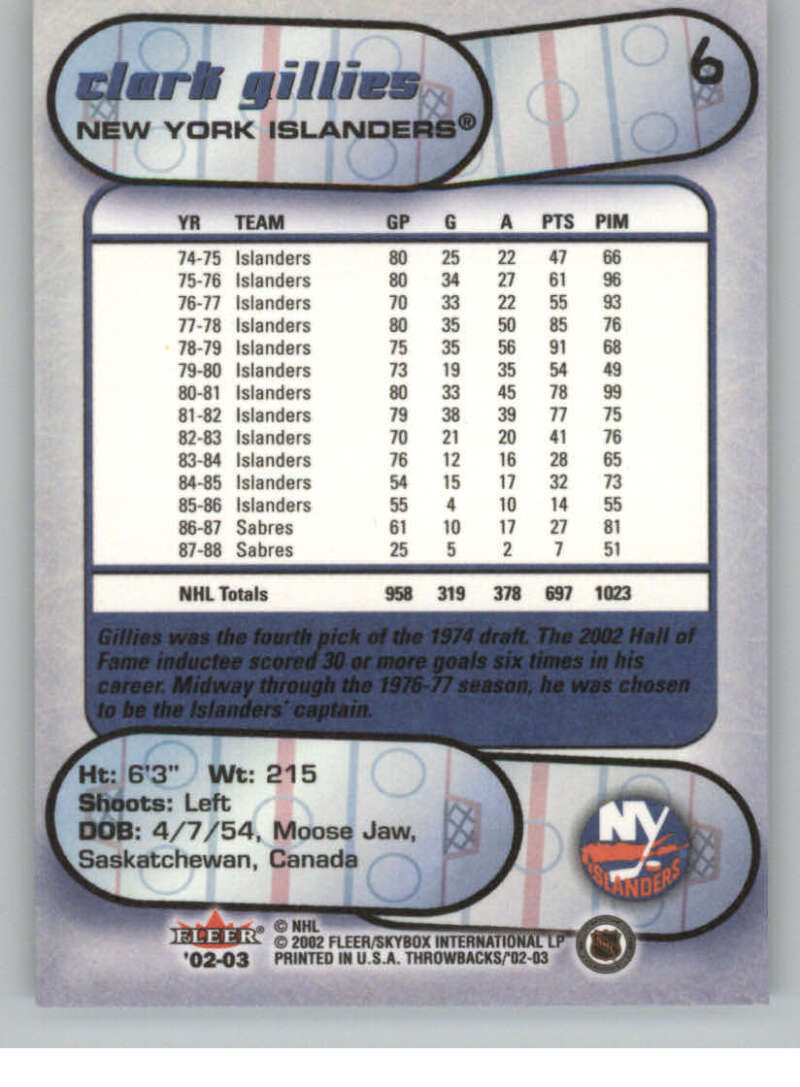 clark gillies
NEW YORK ISLANDERS®
6
YR TEAM GP G A PTS PIM
74-75 Islanders 80 25 22 47 66
75-76 Islanders 80 34 27 61 96
76-77 Islanders 70 33 22 55 93
77-78 Islanders 80 35 50 85 76
78-79 Islanders 75 35 56 91 68
79-80 Islanders 73 19 35 54 49
80-81 Islanders 80 33 45 78 99
81-82 Islanders 79 38 39 77 75
82-83 Islanders 70 21 20 41 76
83-84 Islanders 76 12 16 28 65
84-85 Islanders 54 15 17 32 73
85-86 Islanders 55 4 10 14 55
86-87 Sabres 61 10 17 27 81
87-88 Sabres 25 5 2 7 51
NHL Totals 958 319 378 697 1023
Gillies was the fourth pick of the 1974 draft. The 2002 Hall of
Fame inductee scored 30 or more goals six times in his
career. Midway through the 1976-77 season, he was chosen
to be the Islanders' captain.
Ht: 6'3" Wt: 215
Shoots: Left
DOB: 4/7/54, Moose Jaw,
Saskatchewan, Canada
NY
ISLANDERS
FLEER®
'02-03
© NHL
© 2002 FLEER/SKYBOX INTERNATIONAL LP
PRINTED IN U.S.A. THROWBACKS/'02-03
NHL